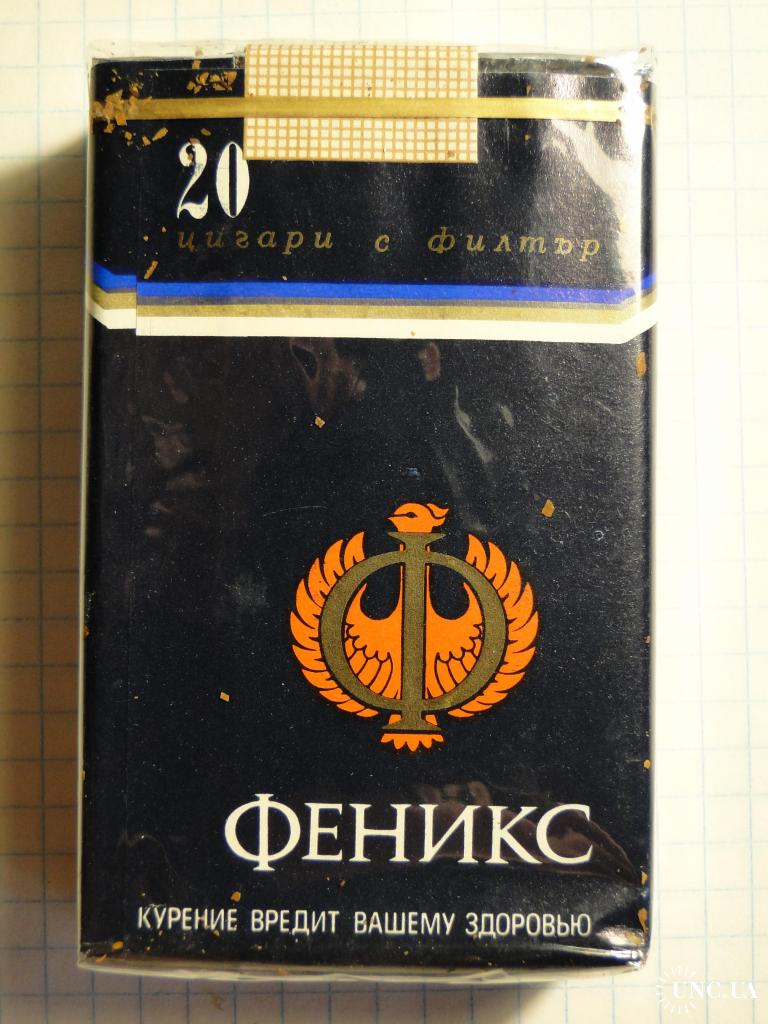 20
цигари с филтър
Ф
ФЕНИКС
КУРЕНИЕ ВРЕДИТ ВАШЕМУ ЗДОРОВЬЮ
UNC.UA